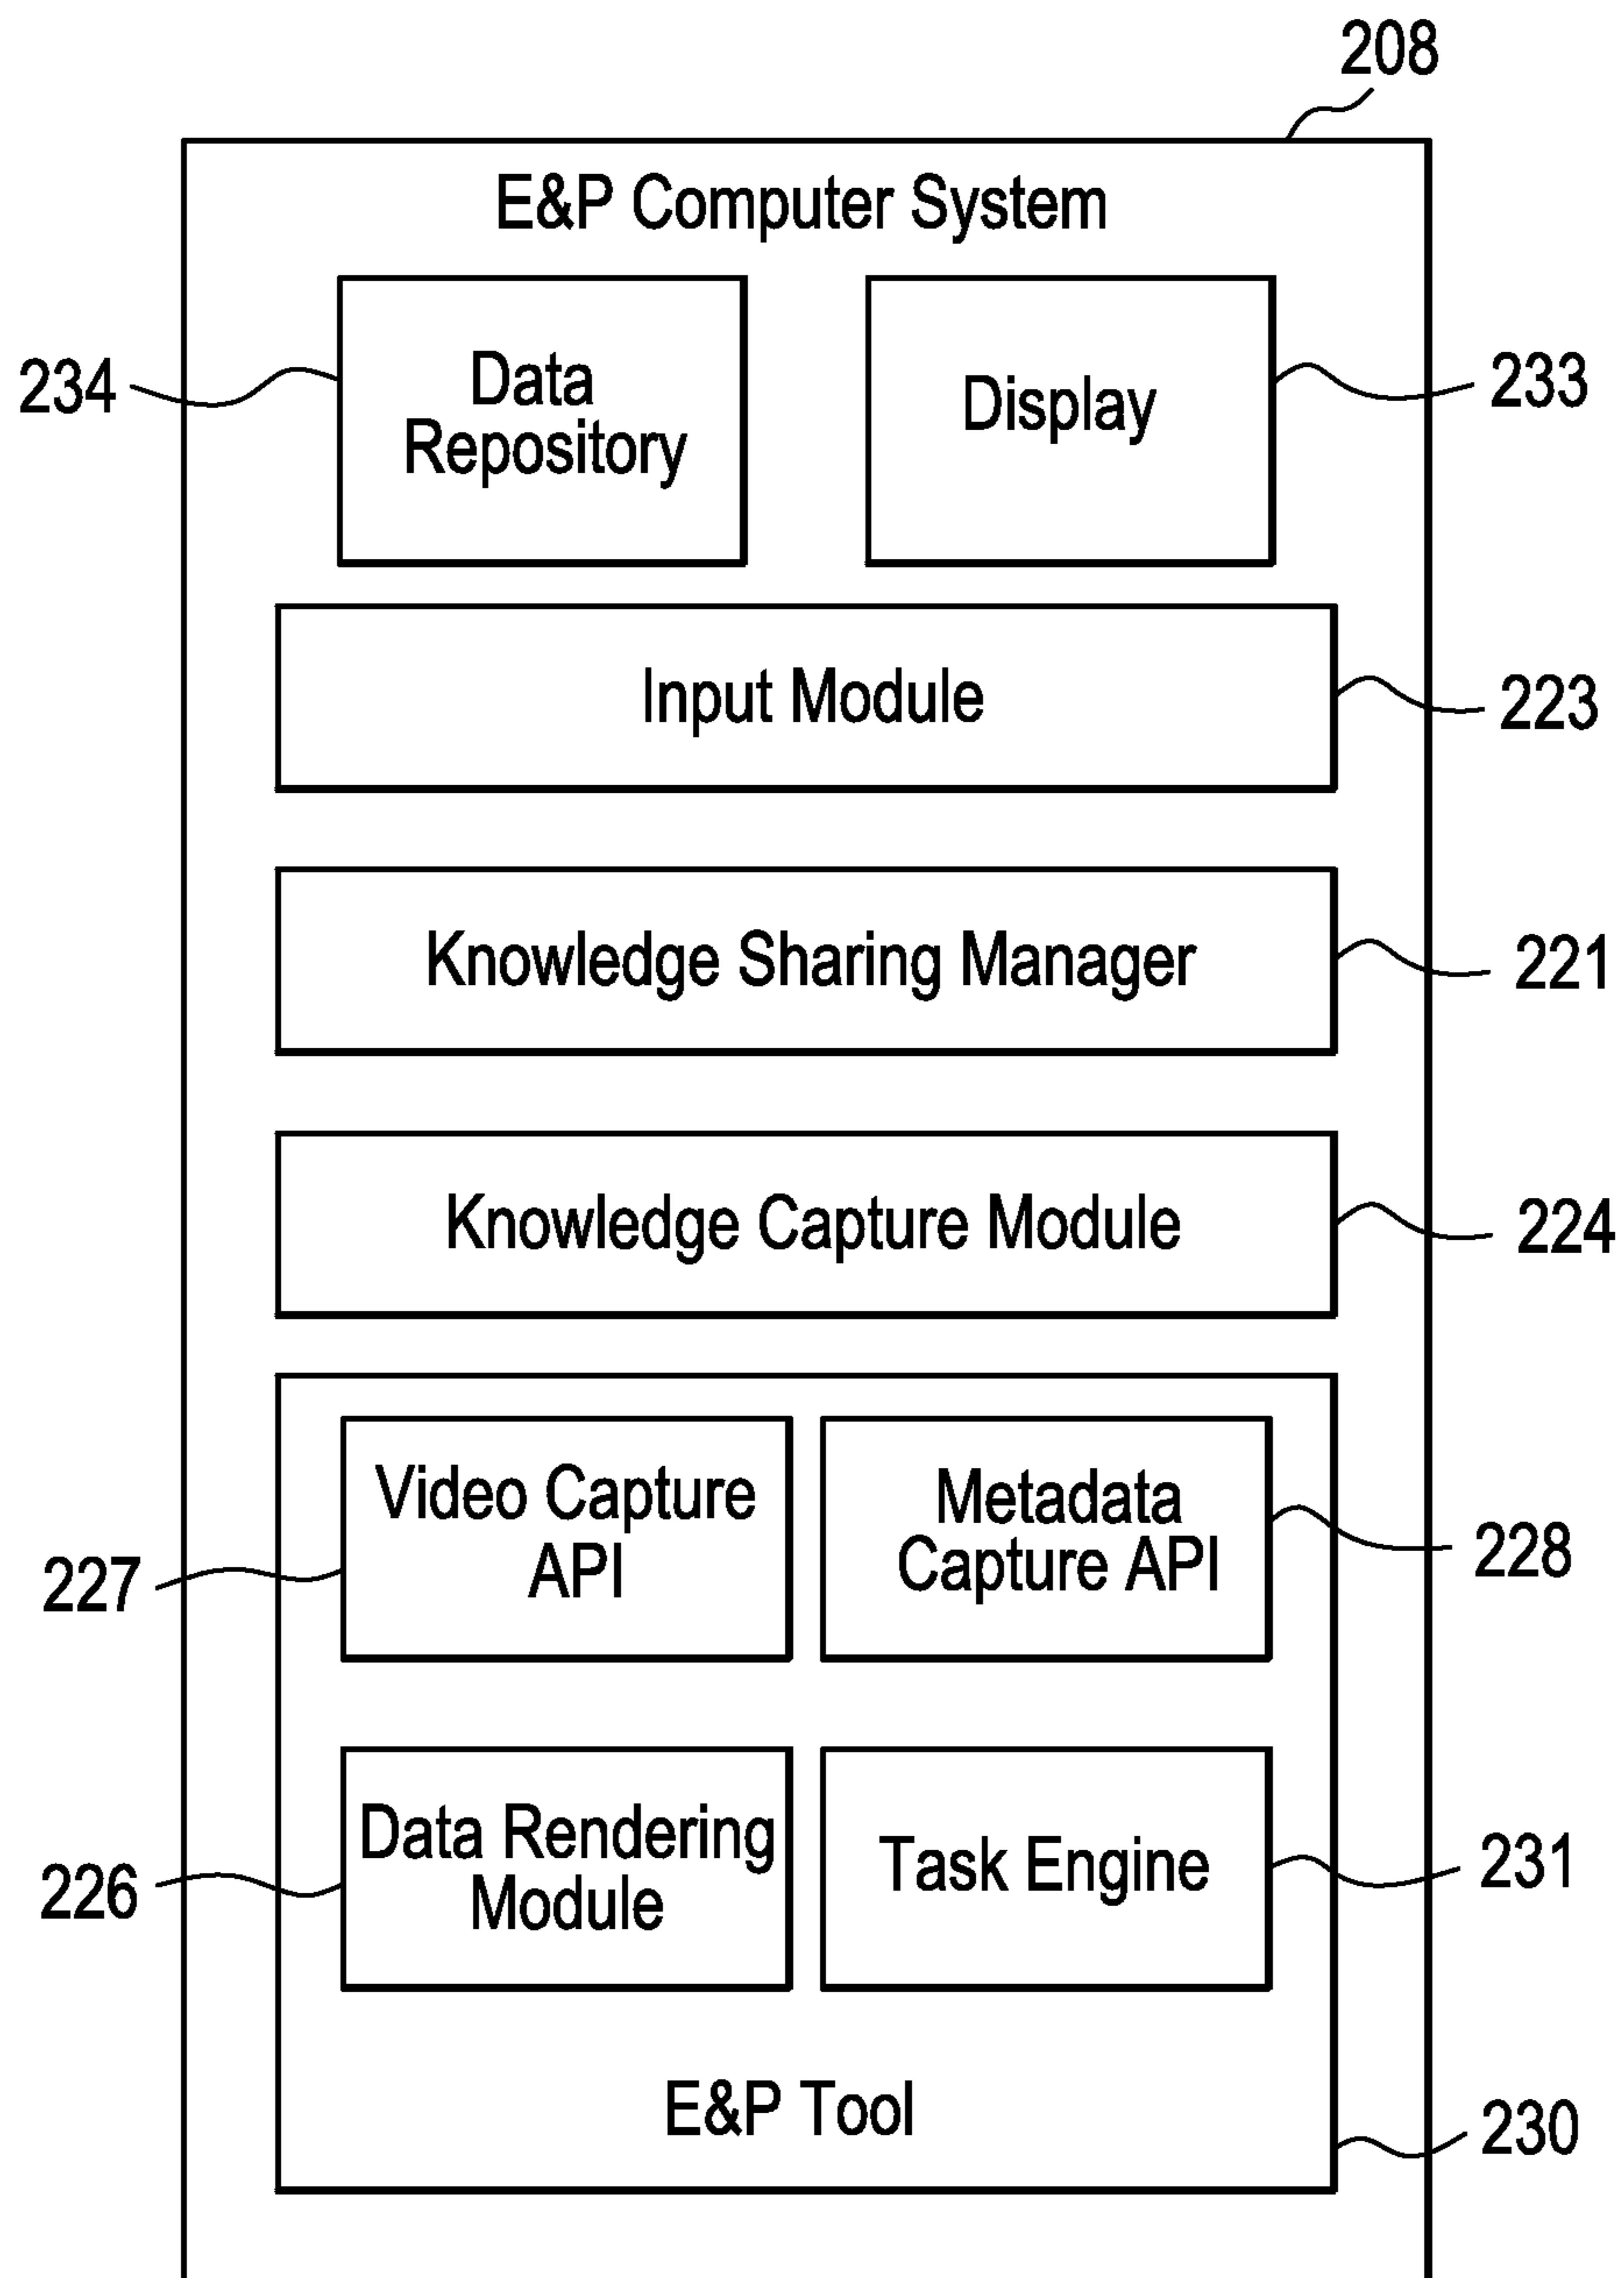 208
E&P Computer System
234
Data
Repository
Display
233
Input Module
223
Knowledge Sharing Manager
221
Knowledge Capture Module
224
227
Video Capture
API
Metadata
Capture API
228
226
Data Rendering
Module
Task Engine
231
E&P Tool
230